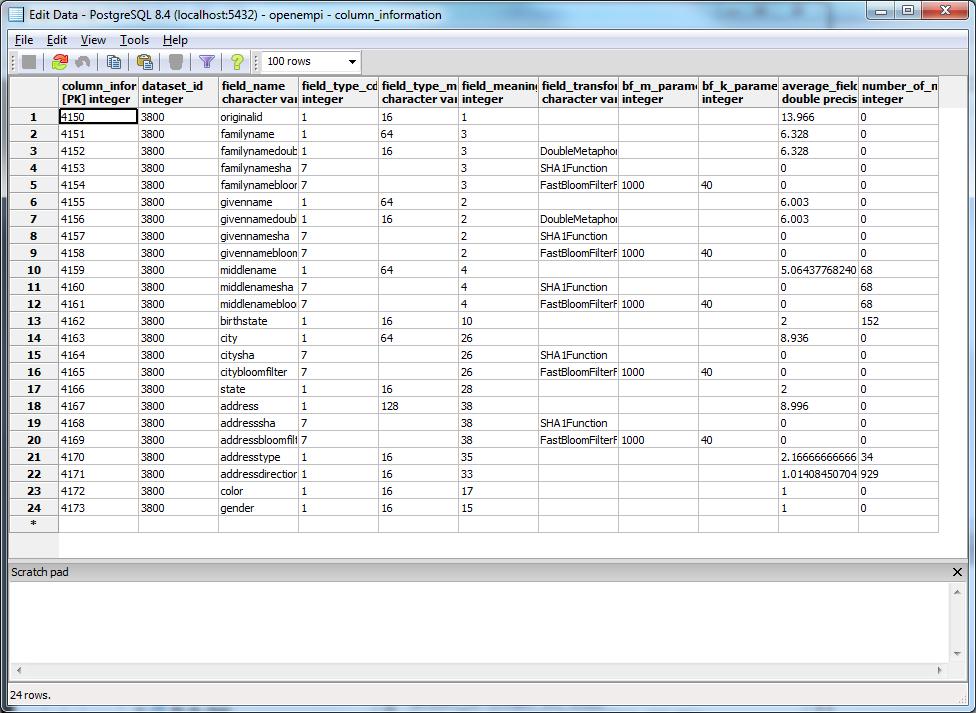 Edit Data - PostgreSQL 8.4 (localhost:5432) - openempi - column_information
File Edit View Tools Help
100 rows
column_infor dataset_id field_name field_type_cd field_type_m field_meaning field_transfor bf_m_parame bf_k_parame average_field number_of_n
[PK] integer integer character var integer character var integer character var integer integer double precis integer
1 4150 3800 originalid 1 16 1 13.966 0
2 4151 3800 familyname 1 64 3 6.328 0
3 4152 3800 familynamedoub 1 16 3 DoubleMetaphor 6.328 0
4 4153 3800 familynamesha 7 3 SHA1Function 0 0
5 4154 3800 familynamebloor 7 3 FastBloomFilterF 1000 40 0 0
6 4155 3800 givenname 1 64 2 6.003 0
7 4156 3800 givennamedoubl 1 16 2 DoubleMetaphor 6.003 0
8 4157 3800 givennamesha 7 2 SHA1Function 0 0
9 4158 3800 givennamebloom 7 2 FastBloomFilterF 1000 40 0 0
10 4159 3800 middlename 1 64 4 5.06437768240 68
11 4160 3800 middlenamesha 7 4 SHA1Function 0 68
12 4161 3800 middlenamebloo 7 4 FastBloomFilterF 1000 40 0 68
13 4162 3800 birthstate 1 16 10 2 152
14 4163 3800 city 1 64 26 8.936 0
15 4164 3800 citysha 7 26 SHA1Function 0 0
16 4165 3800 citybloomfilter 7 26 FastBloomFilterF 1000 40 0 0
17 4166 3800 state 1 16 28 2 0
18 4167 3800 address 1 128 38 8.996 0
19 4168 3800 addresssha 7 38 SHA1Function 0 0
20 4169 3800 addressbloomfilt 7 38 FastBloomFilterF 1000 40 0 0
21 4170 3800 addresstype 1 16 35 2.16666666666 34
22 4171 3800 addressdirection 1 16 33 1.01408450704 929
23 4172 3800 color 1 16 17 1 0
24 4173 3800 gender 1 16 15 1 0
*
Scratch pad
24 rows.